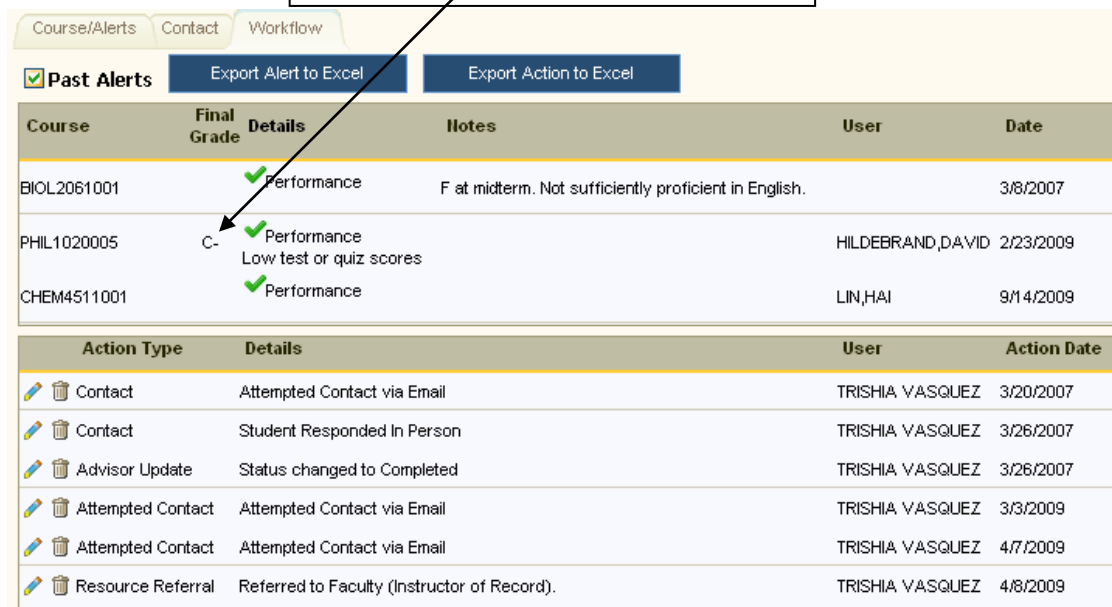 Course/Alerts Contact Workflow
Past Alerts Export Alert to Excel Export Action to Excel
Course Final Grade Details Notes User Date
BIOL2061001 Performance F at midterm. Not sufficiently proficient in English. 3/8/2007
PHIL1020005 C- Performance HILDEBRAND,DAVID 2/23/2009
Low test or quiz scores
CHEM4511001 Performance LIN,HAI 9/14/2009
Action Type Details User Action Date
Contact Attempted Contact via Email TRISHIA VASQUEZ 3/20/2007
Contact Student Responded In Person TRISHIA VASQUEZ 3/26/2007
Advisor Update Status changed to Completed TRISHIA VASQUEZ 3/26/2007
Attempted Contact Attempted Contact via Email TRISHIA VASQUEZ 3/3/2009
Attempted Contact Attempted Contact via Email TRISHIA VASQUEZ 4/7/2009
Resource Referral Referred to Faculty (Instructor of Record). TRISHIA VASQUEZ 4/8/2009